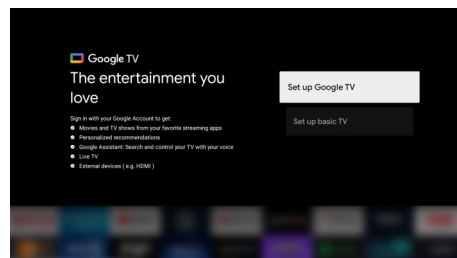 Google TV
The entertainment you
love
Sign in with your Google Account to get:
Movies and TV shows from your favorite streaming apps
Personalized recommendations
Google Assistant: Search and control your TV with your voice
Live TV
External devices ( e.g. HDMI )
Set up Google TV
Set up basic TV